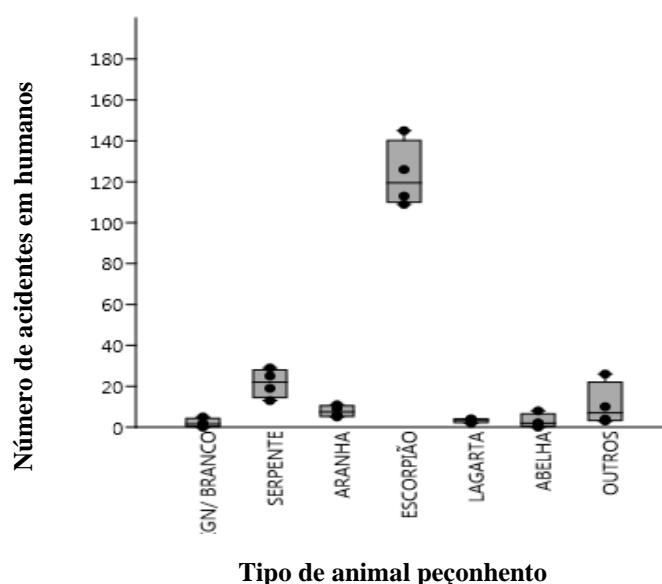 Número de acidentes em humanos
180
160
140
120
100
80
60
40
20
0
BRANCO
SERPENTE
ARANHA
ESCORPIÃO
LAGARTA
ABELHA
OUTROS
Tipo de animal peçonhento